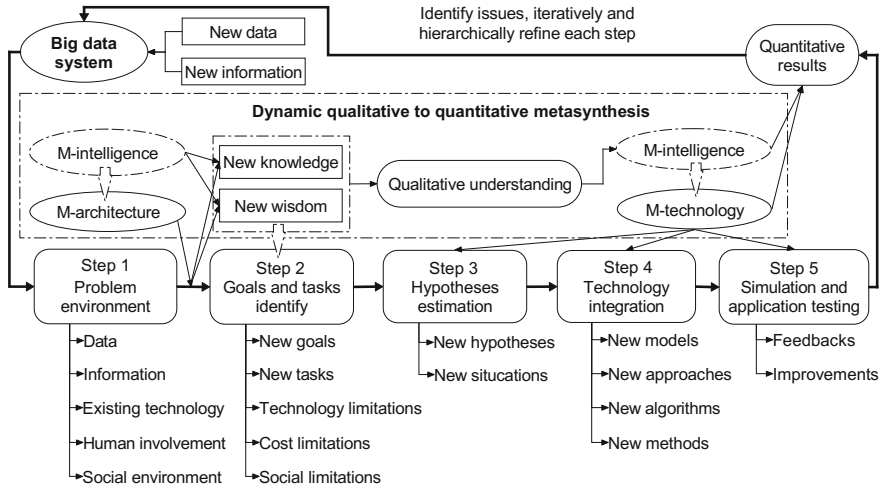 Identify issues, iteratively and
hierarchically refine each step
Big data
system
New data
New information
Quantitative
results
Dynamic qualitative to quantitative metasynthesis
M-intelligence
M-architecture
New knowledge
New wisdom
Qualitative understanding
M-intelligence
M-technology
Step 1
Problem
environment
Step 2
Goals and tasks
identify
Step 3
Hypotheses
estimation
Step 4
Technology
integration
Step 5
Simulation and
application testing
Data
Information
Existing technology
Human involvement
Social environment
New goals
New tasks
Technology limitations
Cost limitations
Social limitations
New hypotheses
New situcations
New models
New approaches
New algorithms
New methods
Feedbacks
Improvements